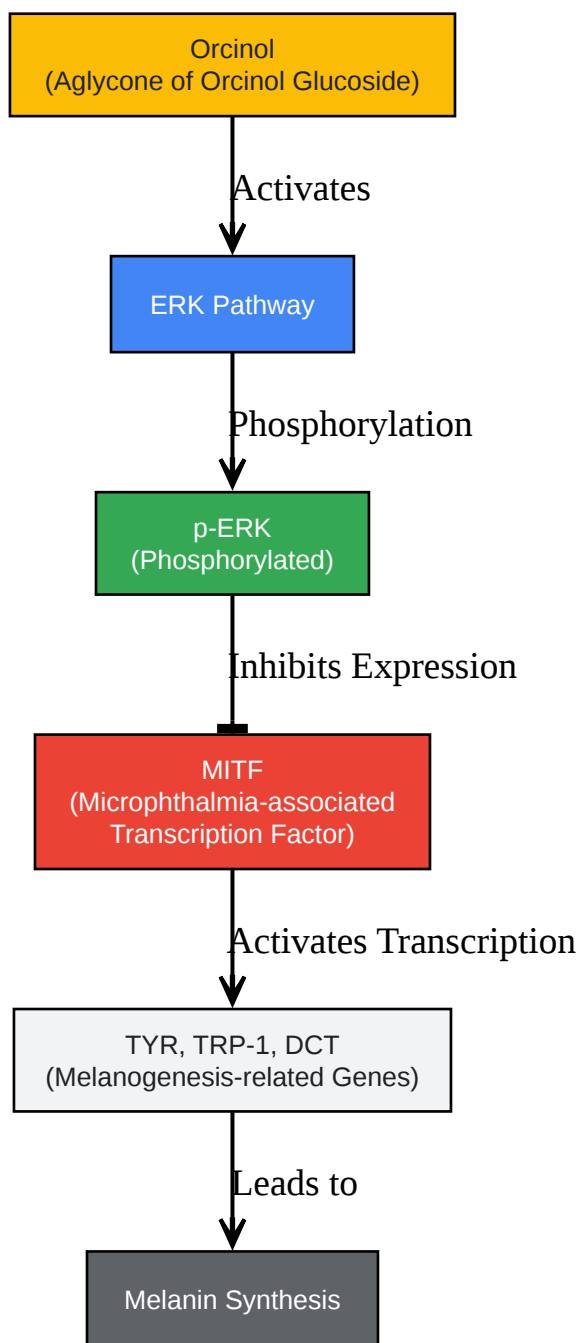 Orcinol
(Aglycone of Orcinol Glucoside)
Activates
ERK Pathway
Phosphorylation
p-ERK
(Phosphorylated)
Inhibits Expression
MITF
(Microphthalmia-associated
Transcription Factor)
Activates Transcription
TYR, TRP-1, DCT
(Melanogenesis-related Genes)
Leads to
Melanin Synthesis